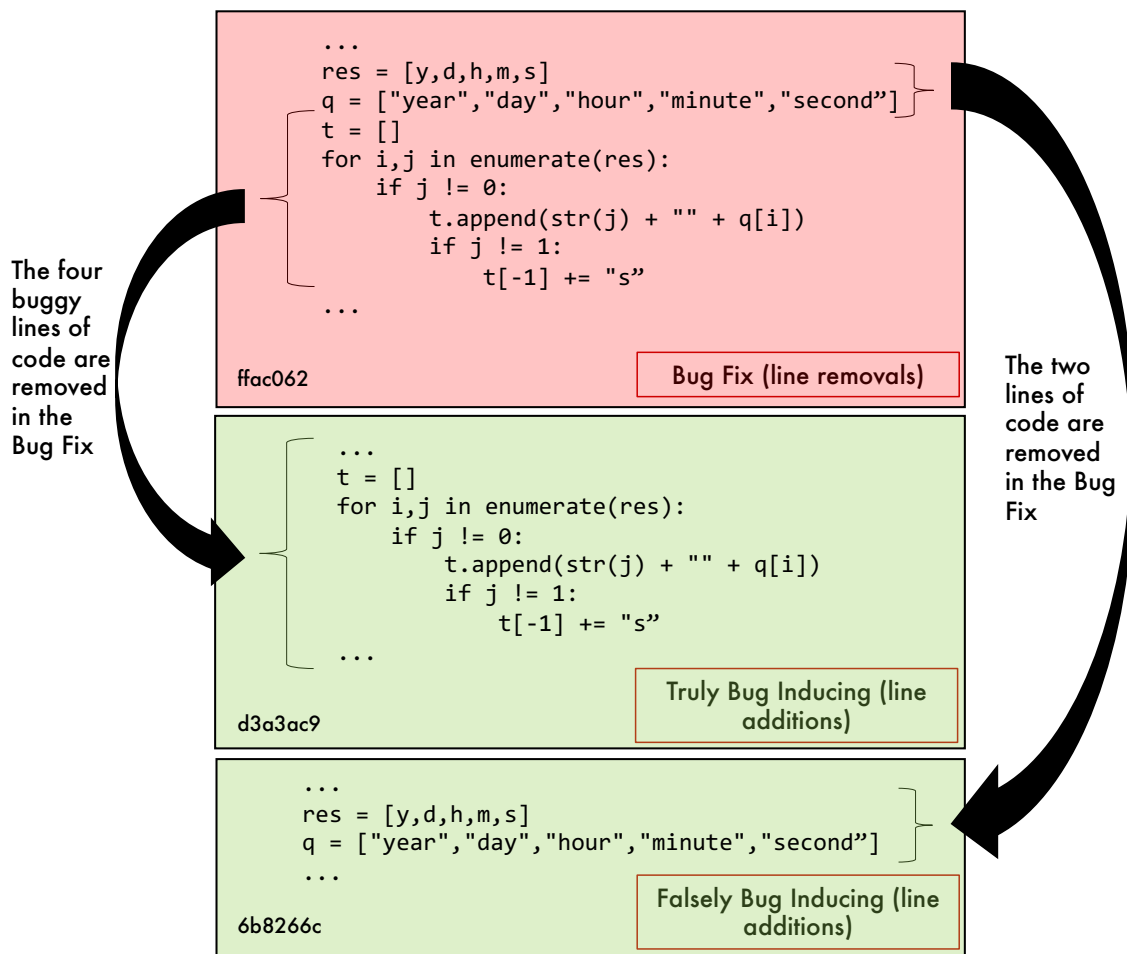 ...
res = [y,d,h,m,s]
q = ["year","day","hour","minute","second”]
t = []
for i,j in enumerate(res):
    if j != 0:
        t.append(str(j) + "" + q[i])
        if j != 1:
            t[-1] += "s”
...
ffac062
Bug Fix (line removals)
The four
buggy
lines of
code are
removed
in the
Bug Fix
The two
lines of
code are
removed
in the Bug
Fix
...
t = []
for i,j in enumerate(res):
    if j != 0:
        t.append(str(j) + "" + q[i])
        if j != 1:
            t[-1] += "s”
...
d3a3ac9
Truly Bug Inducing (line
additions)
...
res = [y,d,h,m,s]
q = ["year","day","hour","minute","second”]
...
6b8266c
Falsely Bug Inducing (line
additions)